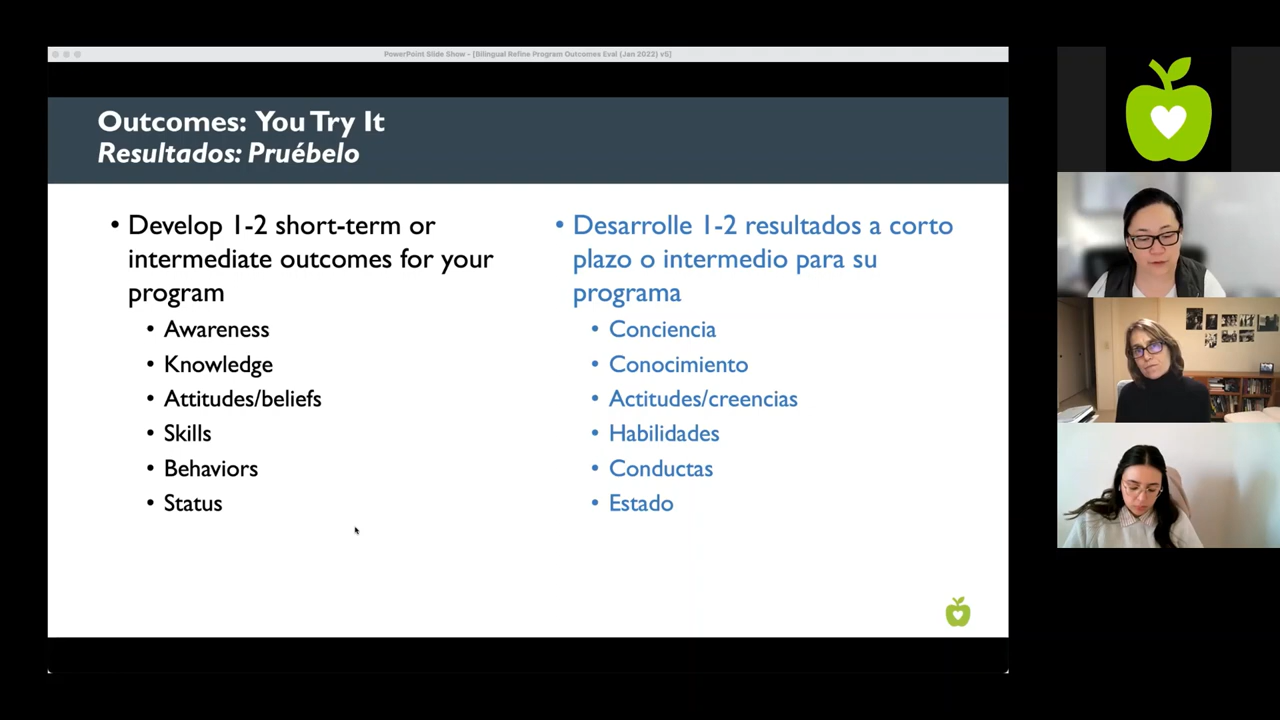 PowerPoint Slide Show - [Bilingual Refine Program Outcomes Eval (Jan 2022) v5]
Outcomes: You Try It
Resultados: Pruébelo
• Develop 1-2 short-term or
intermediate outcomes for your
program
• Awareness
• Knowledge
• Attitudes/beliefs
• Skills
• Behaviors
• Status
• Desarrolle 1-2 resultados a corto
plazo o intermedio para su
programa
• Conciencia
• Conocimiento
• Actitudes/creencias
• Habilidades
• Conductas
• Estado